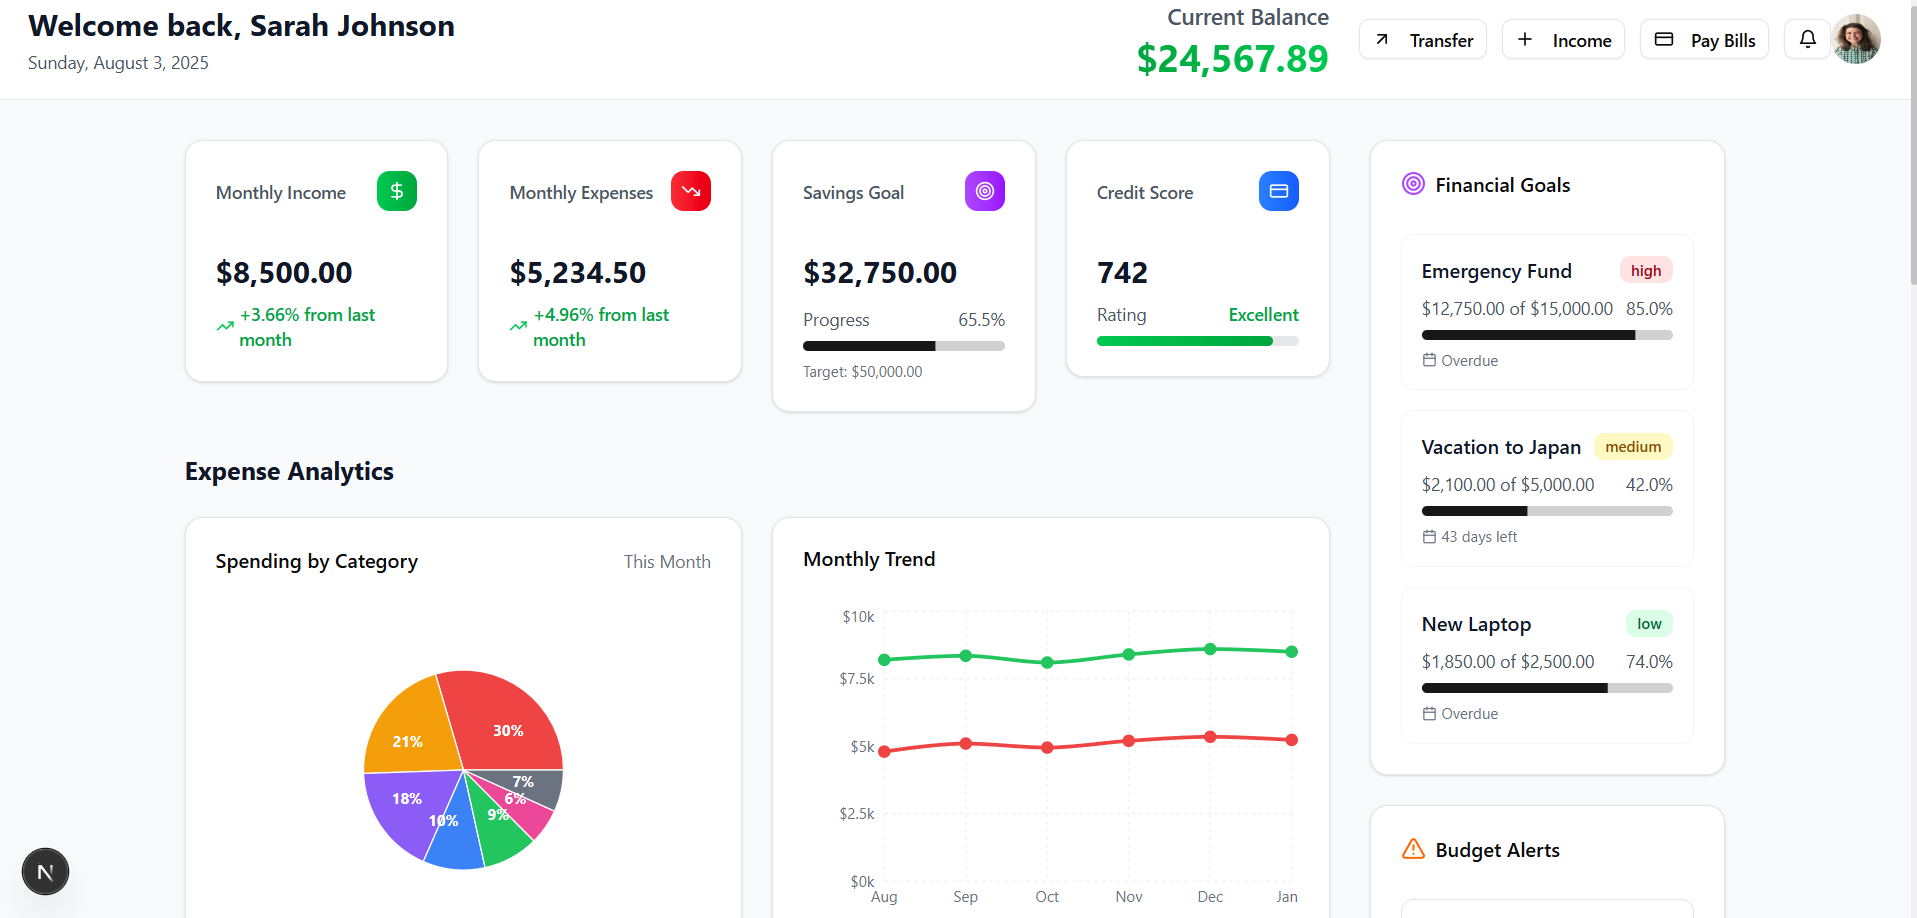 Welcome back, Sarah Johnson
Sunday, August 3, 2025
Current Balance
$24,567.89
Transfer
Income
Pay Bills
Monthly Income
$8,500.00
+3.66% from last
month
Monthly Expenses
$5,234.50
+4.96% from last
month
Savings Goal
$32,750.00
Progress 65.5%
Target: $50,000.00
Credit Score
742
Rating Excellent
Financial Goals
Emergency Fund high
$12,750.00 of $15,000.00 85.0%
Overdue
Vacation to Japan medium
$2,100.00 of $5,000.00 42.0%
43 days left
New Laptop low
$1,850.00 of $2,500.00 74.0%
Overdue
Budget Alerts
Expense Analytics
Spending by Category This Month
30%
21%
18%
10%
9%
6%
7%
Monthly Trend
$10k
$7.5k
$5k
$2.5k
$0k
Aug Sep Oct Nov Dec Jan
N